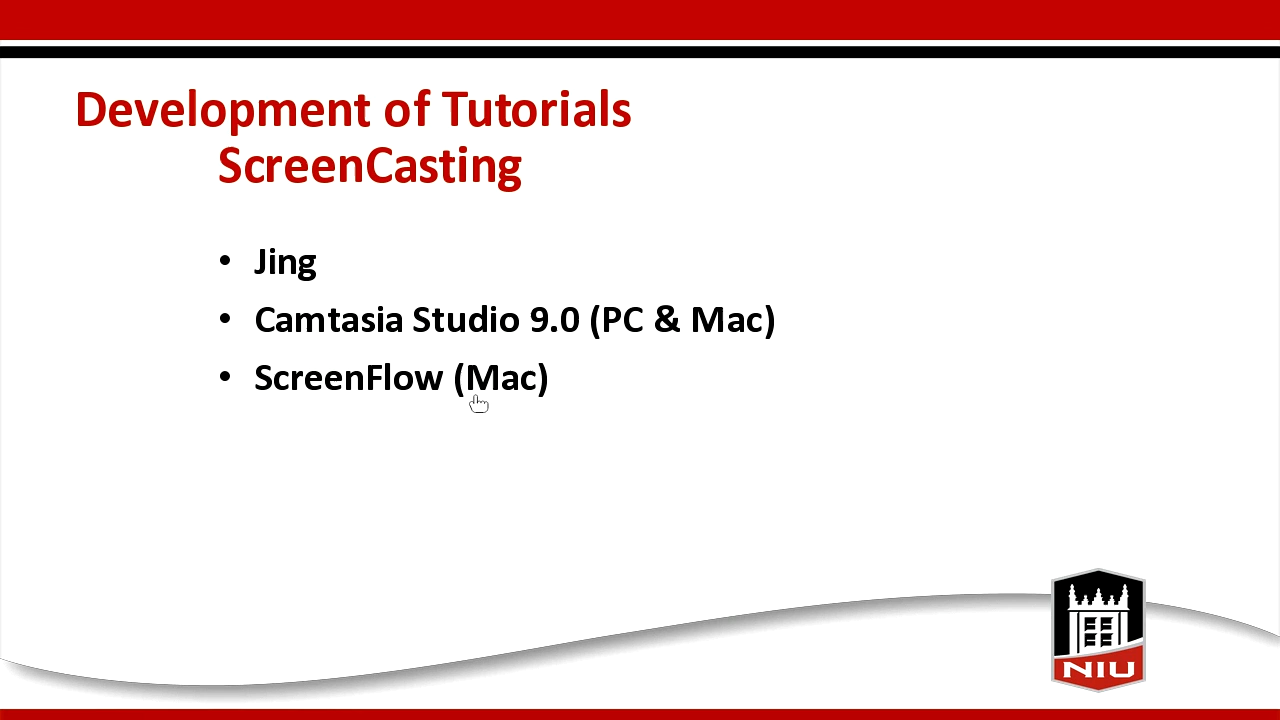 Development of Tutorials
ScreenCasting
• Jing
• Camtasia Studio 9.0 (PC & Mac)
• ScreenFlow (Mac)
NIU